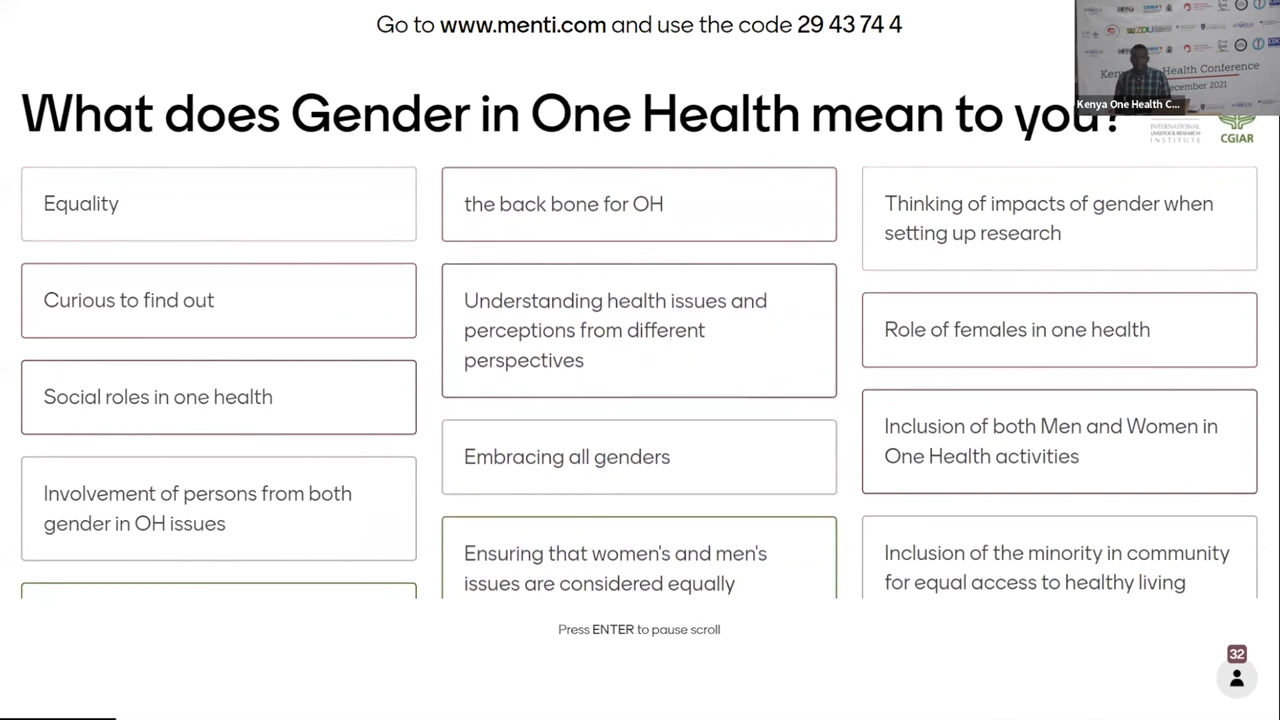 Go to www.menti.com and use the code 29 43 74 4
What does Gender in One Health mean to you?
Health Conference
ecember 2021
Kenya One Health C...
INTERNATIONAL
LIVESTOCK RESEARCH
INSTITUTE
CGIAR
Equality
Curious to find out
Social roles in one health
Involvement of persons from both
gender in OH issues
the back bone for OH
Understanding health issues and
perceptions from different
perspectives
Embracing all genders
Ensuring that women's and men's
issues are considered equally
Thinking of impacts of gender when
setting up research
Role of females in one health
Inclusion of both Men and Women in
One Health activities
Inclusion of the minority in community
for equal access to healthy living
Press ENTER to pause scroll
32